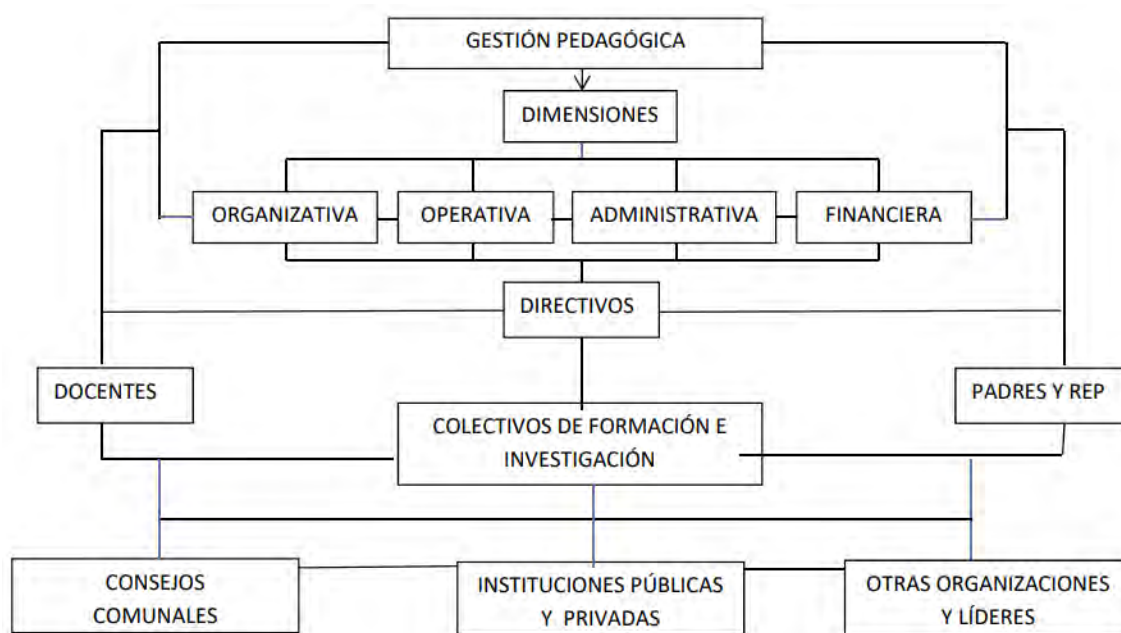 GESTIÓN PEDAGÓGICA
DIMENSIONES
ORGANIZATIVA
OPERATIVA
ADMINISTRATIVA
FINANCIERA
DIRECTIVOS
DOCENTES
PADRES Y REP
COLECTIVOS DE FORMACIÓN E
INVESTIGACIÓN
CONSEJOS
COMUNALES
INSTITUCIONES PÚBLICAS
Y PRIVADAS
OTRAS ORGANIZACIONES
Y LÍDERES